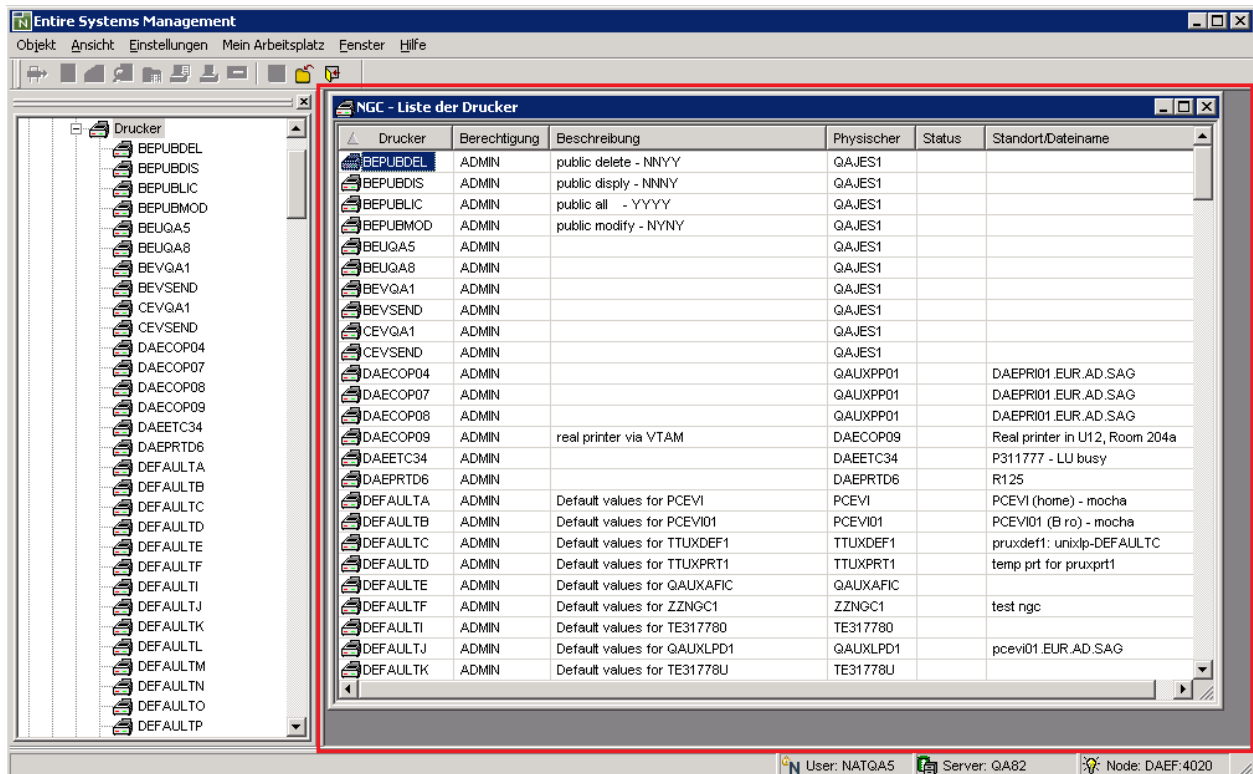 Entire Systems Management
Objekt Ansicht Einstellungen Mein Arbeitsplatz Fenster Hilfe
Drucker
BEPUBDEL
BEPUBDIS
BEPUBLIC
BEPUBMOD
BEUQA5
BEUQA8
BEVQA1
BEVSEND
CEVQA1
CEVSEND
DAECOP04
DAECOP07
DAECOP08
DAECOP09
DAEETC34
DAEPRTD6
DEFAULTA
DEFAULTB
DEFAULTC
DEFAULTD
DEFAULTE
DEFAULTF
DEFAULTI
DEFAULTJ
DEFAULTK
DEFAULTL
DEFAULTM
DEFAULTN
DEFAULTO
DEFAULTP
NGC - Liste der Drucker
Drucker Berechtigung Beschreibung Physischer Status Standort/Dateiname
BEPUBDEL ADMIN public delete - NNYY QAJES1
BEPUBDIS ADMIN public disply - NNNY QAJES1
BEPUBLIC ADMIN public all - YYYY QAJES1
BEPUBMOD ADMIN public modify - NYNY QAJES1
BEUQA5 ADMIN QAJES1
BEUQA8 ADMIN QAJES1
BEVQA1 ADMIN QAJES1
BEVSEND ADMIN QAJES1
CEVQA1 ADMIN QAJES1
CEVSEND ADMIN QAJES1
DAECOP04 ADMIN QAUXPP01 DAEPRI01.EUR.AD.SAG
DAECOP07 ADMIN QAUXPP01 DAEPRI01.EUR.AD.SAG
DAECOP08 ADMIN QAUXPP01 DAEPRI01.EUR.AD.SAG
DAECOP09 ADMIN real printer via VTAM DAECOP09 Real printer in U12, Room 204a
DAEETC34 ADMIN DAEETC34 P311777 - LU busy
DAEPRTD6 ADMIN DAEPRTD6 R125
DEFAULTA ADMIN Default values for PCEVI PCEVI PCEVI (home) - mocha
DEFAULTB ADMIN Default values for PCEVI01 PCEVI01 PCEVI01 (B ro) - mocha
DEFAULTC ADMIN Default values for TTUXDEF1 TTUXDEF1 pruxdef1: unixlp-DEFAULTC
DEFAULTD ADMIN Default values for TTUXPRT1 TTUXPRT1 temp prt for pruxprt1
DEFAULTE ADMIN Default values for QAUXAFIC QAUXAFIC
DEFAULTF ADMIN Default values for ZZNGC1 ZZNGC1 test ngc
DEFAULTI ADMIN Default values for TE317780 TE317780
DEFAULTJ ADMIN Default values for QAUXLPD1 QAUXLPD1 pcevi01.EUR.AD.SAG
DEFAULTK ADMIN Default values for TE31778U TE31778U
User: NATQA5 Server: QA82 Node: DAEF:4020